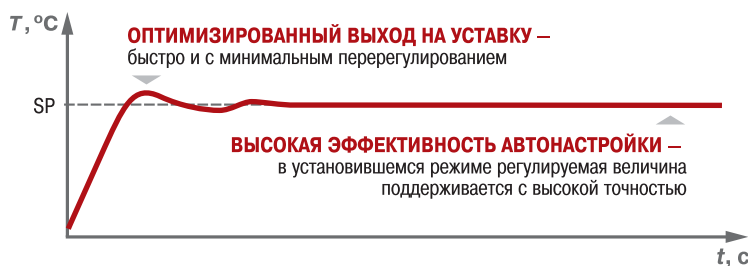 T, °C
ОПТИМИЗИРОВАННЫЙ ВЫХОД НА УСТАВКУ –
быстро и с минимальным перерегулированием
SP
ВЫСОКАЯ ЭФФЕКТИВНОСТЬ АВТОНАСТРОЙКИ –
в установившемся режиме регулируемая величина
поддерживается с высокой точностью
t, с